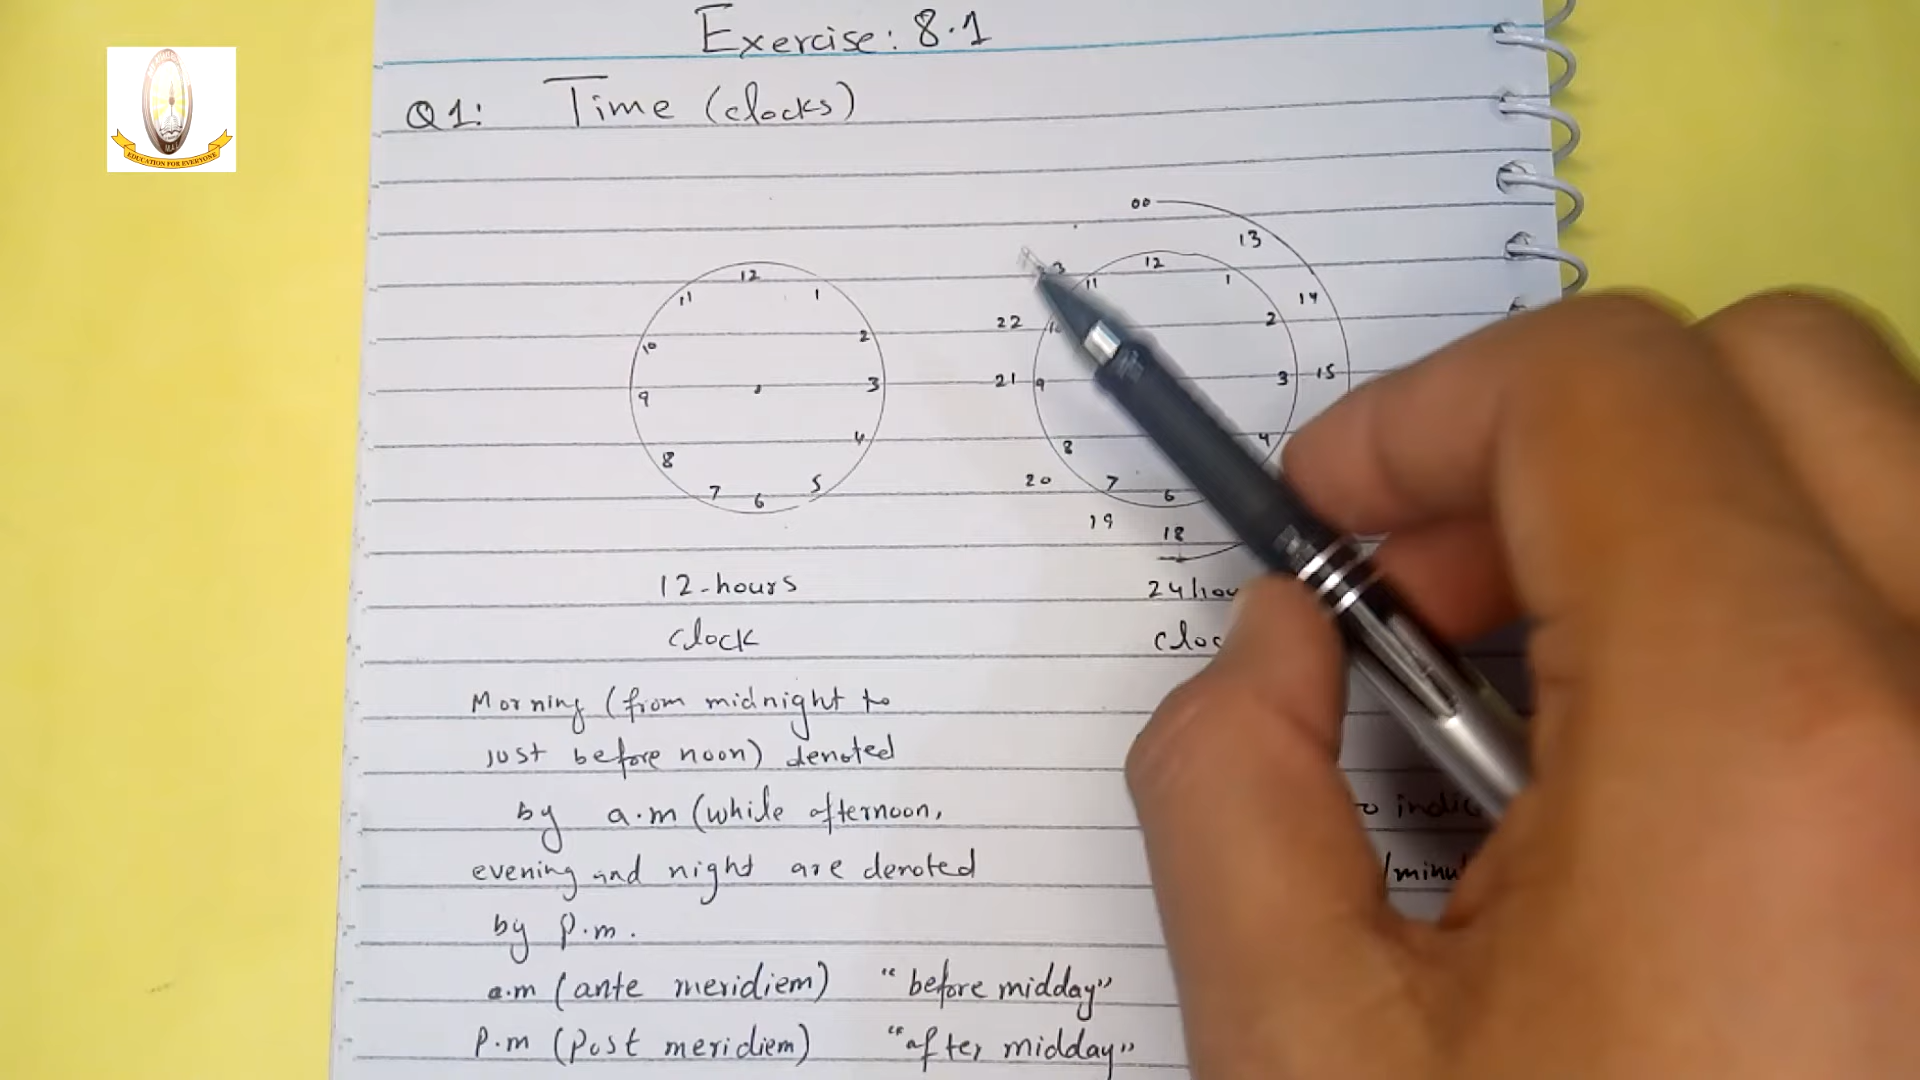 Exercise: 8.1
EDUCATION FOR EVERYONE
Q1: Time (clocks)
00
13
12 1 2 3 4 5 6 7 8 9 10 11
12 1 2 3 4 6 7 8 9 11
14
22
21
15
20
19
18
12-hours
clock
24
Morning (from midnight to
just before noon) denoted
by a.m (while afternoon,
evening and night are denoted
by p.m.
a.m (ante meridiem) "before midday"
P.m (Post meridiem) "after midday"